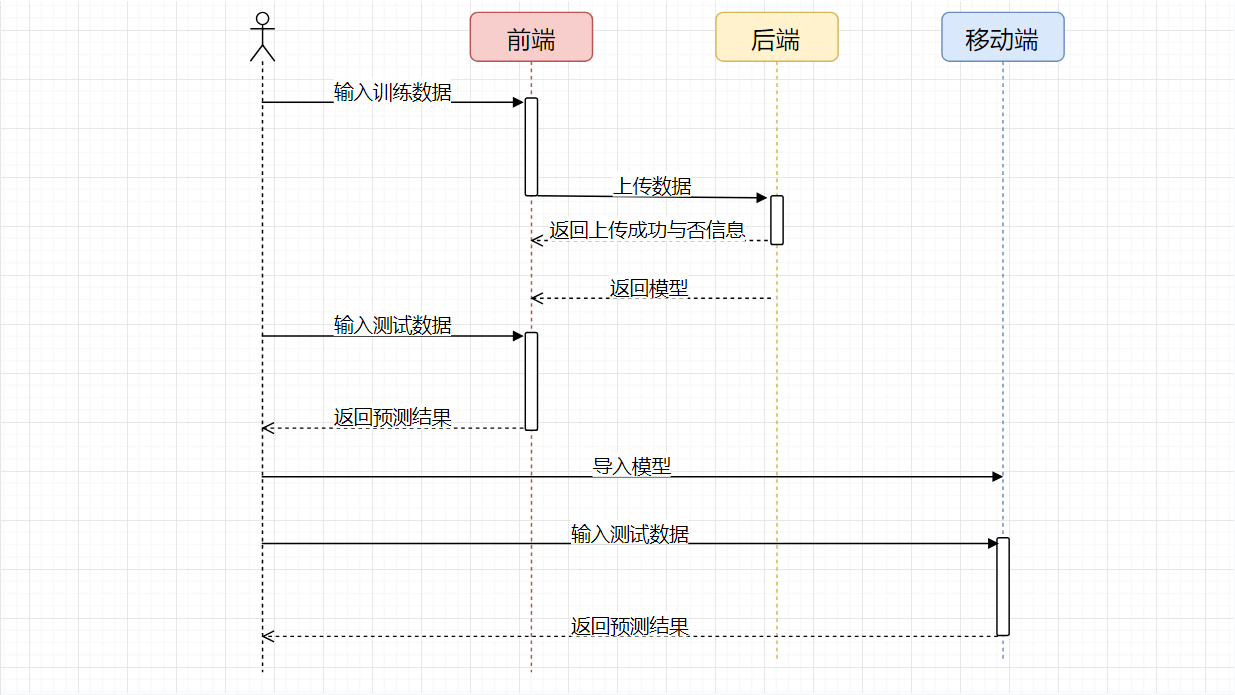 前端
后端
移动端
输入训练数据
上传数据
返回上传成功与否信息
返回模型
输入测试数据
返回预测结果
导入模型
输入测试数据
返回预测结果